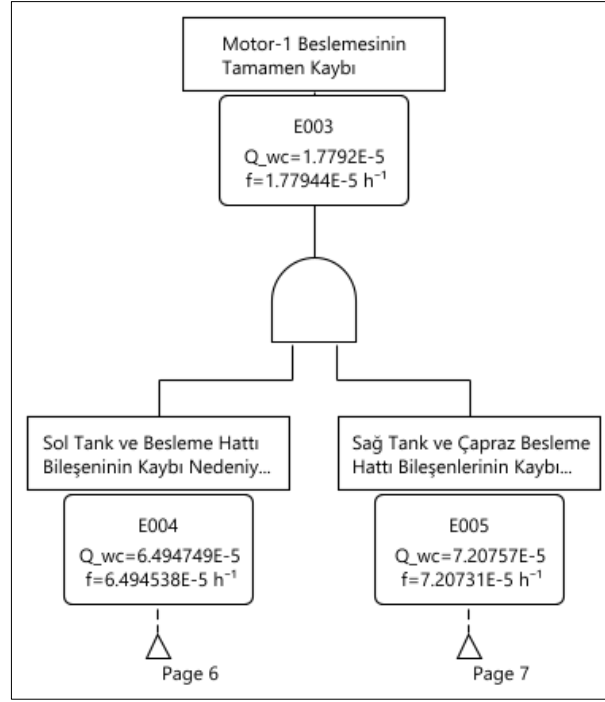 Motor-1 Beslemesinin
Tamamen Kaybı
E003
Q_wc=1.7792E-5
f=1.77944E-5 h⁻¹
Sol Tank ve Besleme Hattı
Bileşeninin Kaybı Nedeniy...
E004
Q_wc=6.494749E-5
f=6.494538E-5 h⁻¹
Page 6
Sağ Tank ve Çapraz Besleme
Hattı Bileşenlerinin Kaybı...
E005
Q_wc=7.20757E-5
f=7.20731E-5 h⁻¹
Page 7